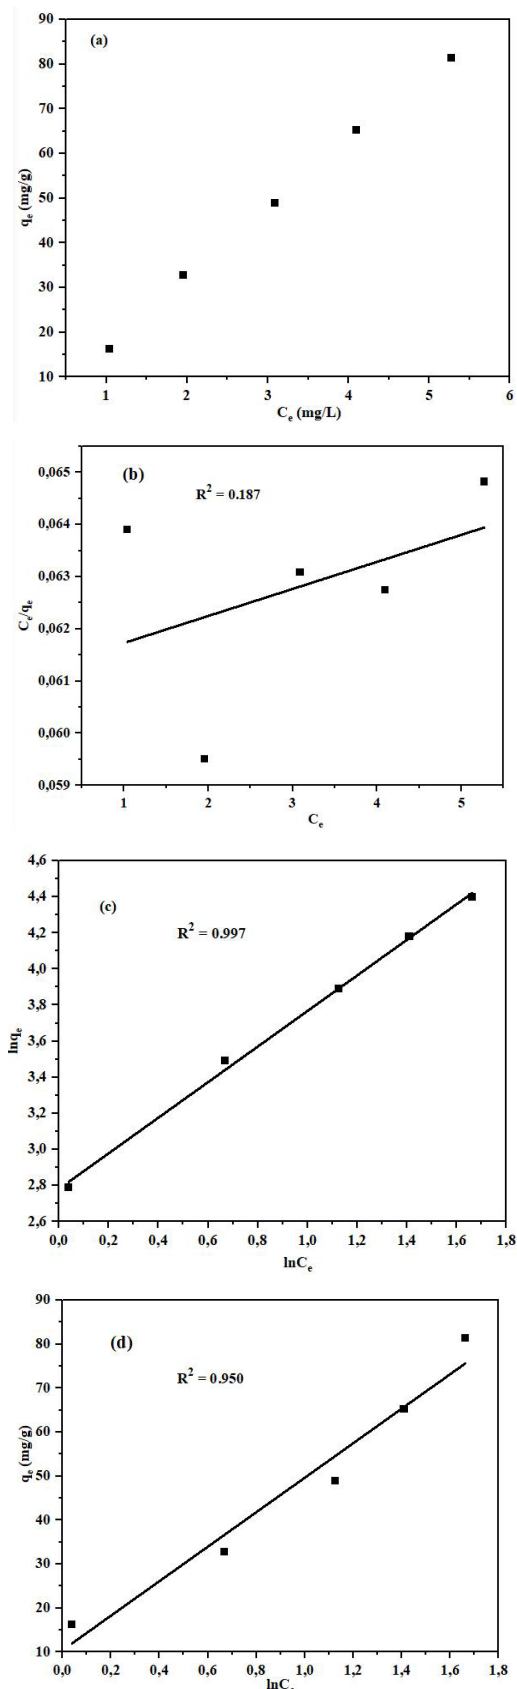 (a)
90
80
70
60
50
40
30
20
10
qe (mg/g)
1 2 3 4 5 6
Ce (mg/L)
(b)
R2 = 0.187
0,065
0,064
0,063
0,062
0,061
0,060
0,059
Ce/qe
1 2 3 4 5
Ce
(c)
R2 = 0.997
4,6
4,4
4,2
4,0
3,8
3,6
3,4
3,2
3,0
2,8
2,6
lnqe
0,0 0,2 0,4 0,6 0,8 1,0 1,2 1,4 1,6 1,8
lnCe
(d)
R2 = 0.950
90
80
70
60
50
40
30
20
10
qe (mg/g)
0,0 0,2 0,4 0,6 0,8 1,0 1,2 1,4 1,6 1,8
lnC